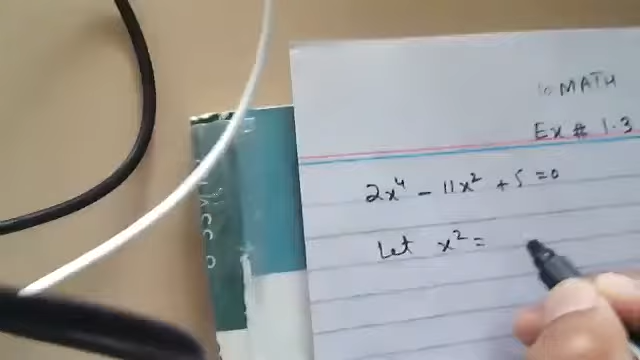 10 MATH
Ex # 1.3
2x⁴ - 11x² + 5 = 0
Let x² =